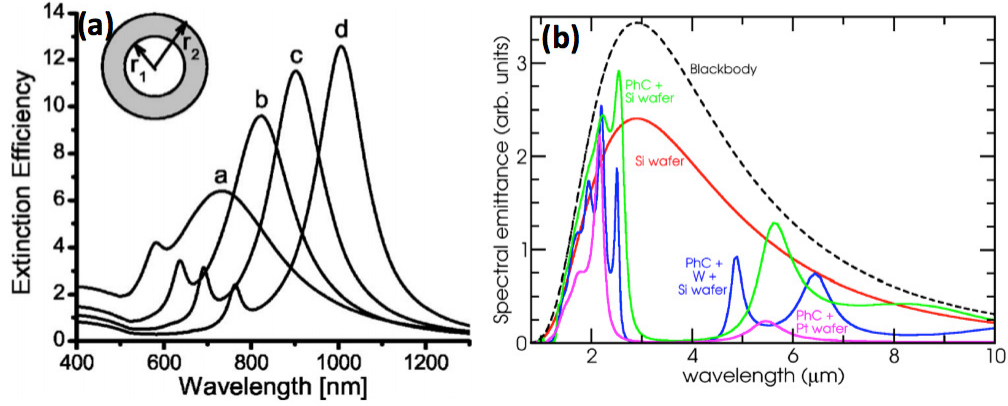 (a)
r1
r2
a
b
c
d
Extinction Efficiency
14
12
10
8
6
4
2
0
400
600
800
1000
1200
Wavelength [nm]
(b)
Blackbody
PhC +
Si wafer
Si wafer
PhC +
W +
Si wafer
PhC +
Pt wafer
Spectral emittance (arb. units)
3
2
1
0
2
4
6
8
10
wavelength (μm)